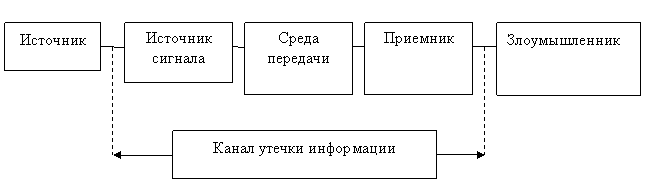 Источник
Источник
сигнала
Среда
передачи
Приемник
Злоумышленник
Канал утечки информации